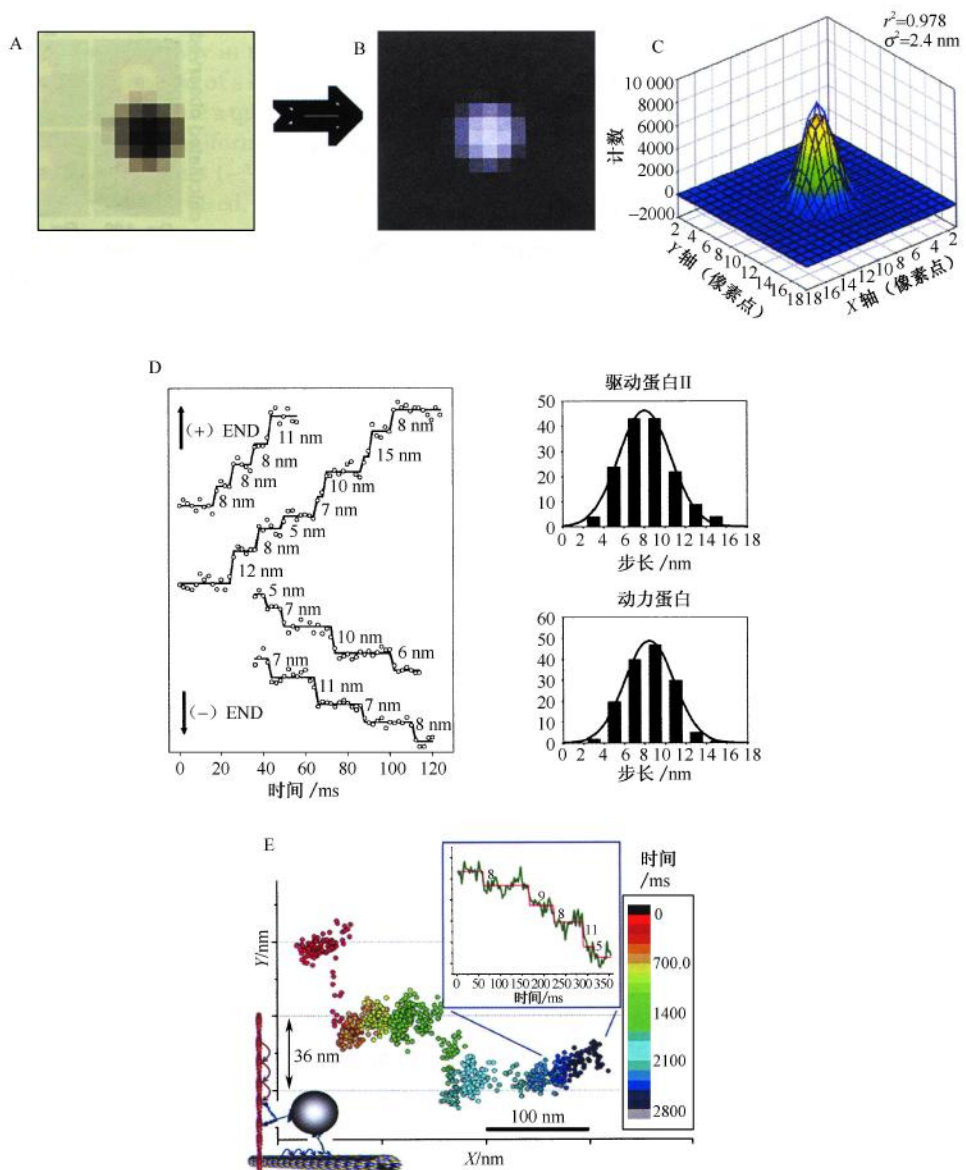 A
B
C
r²=0.978
σ²=2.4 nm
10 000
8000
6000
4000
2000
0
−2000
计数
2 4 6 8 10 12 14 16 18
Y 轴（像素点）
18 16 14 12 10 8 6 4 2
X 轴（像素点）
D
(+) END
11 nm
8 nm
8 nm
8 nm
8 nm
15 nm
10 nm
7 nm
5 nm
8 nm
12 nm
5 nm
7 nm
10 nm
6 nm
7 nm
11 nm
7 nm
8 nm
(−) END
0 20 40 60 80 100 120
时间 /ms
驱动蛋白II
50
40
30
20
10
0
0 2 4 6 8 10 12 14 16 18
步长 /nm
动力蛋白
60
50
40
30
20
10
0
0 2 4 6 8 10 12 14 16 18
步长 /nm
E
Y/nm
36 nm
8
9
8
11
5
0 50 100 150 200 250 300 350
时间/ms
100 nm
X/nm
时间
/ms
0
700.0
1400
2100
2800